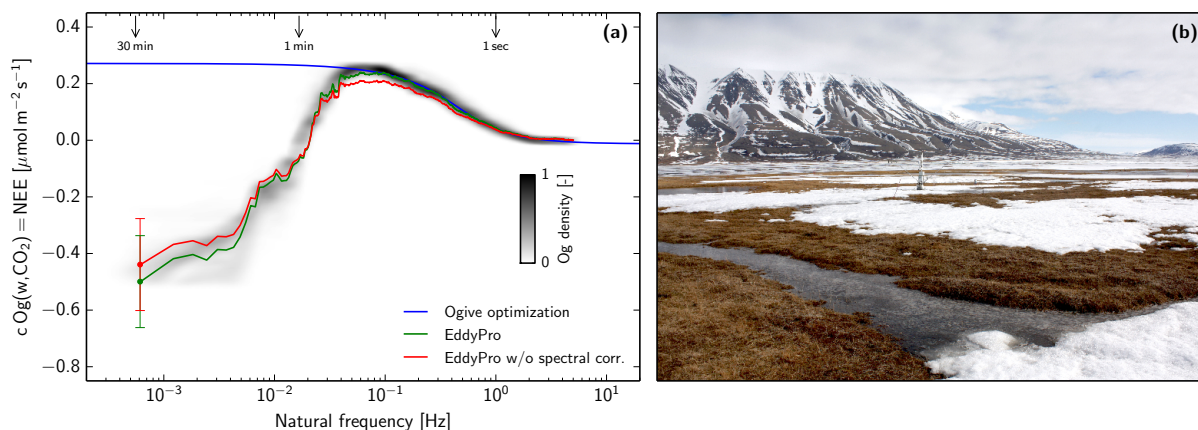 (a)
30 min
1 min
1 sec
0.4
0.2
0.0
−0.2
−0.4
−0.6
−0.8
c Og(w,CO₂) = NEE [μmol m⁻² s⁻¹]
1
0
Og density [-]
Ogive optimization
EddyPro
EddyPro w/o spectral corr.
10⁻³
10⁻²
10⁻¹
10⁰
10¹
Natural frequency [Hz]
(b)